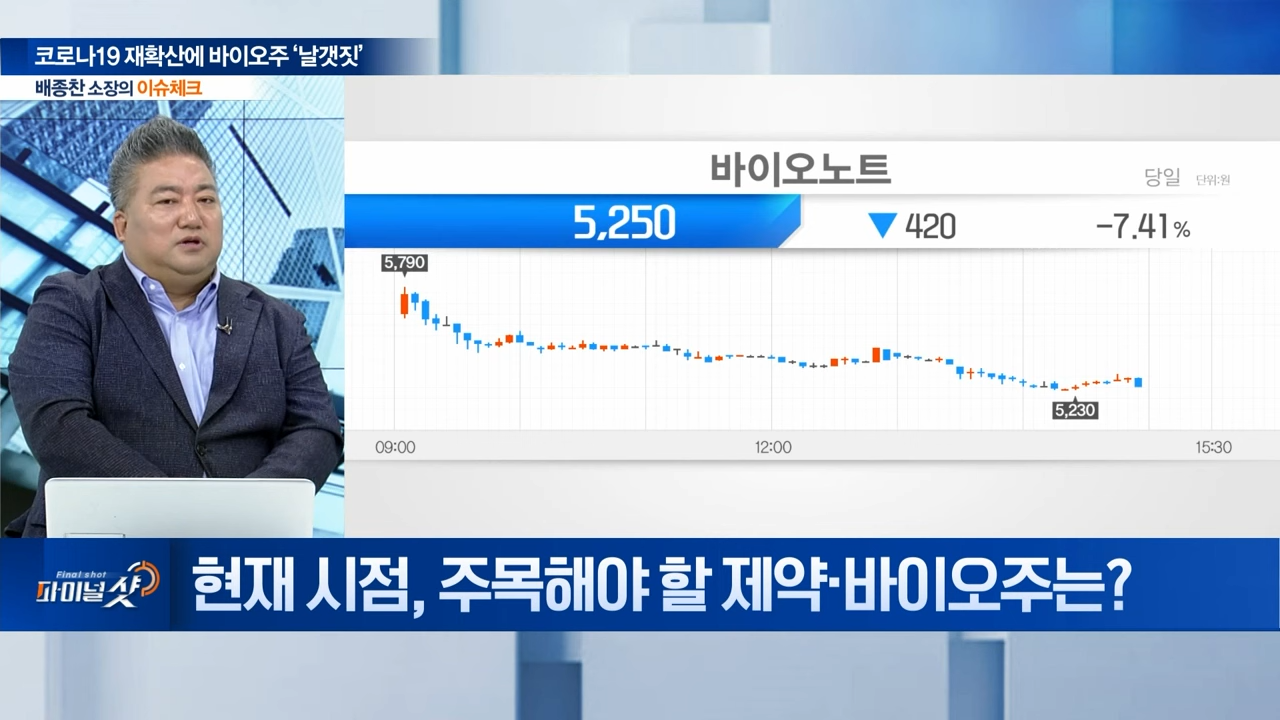 코로나19 재확산에 바이오주 '날갯짓'
배종찬 소장의 이슈체크
바이오노트
당일 단위:원
5,250 ▼420 -7.41%
5,790
5,230
09:00 12:00 15:30
Final shot
파이널샷
현재 시점, 주목해야 할 제약·바이오주는?